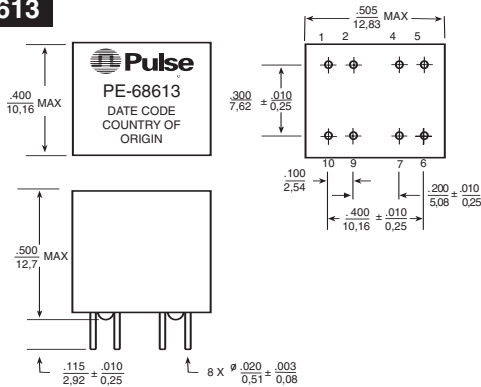 613
Pulse
PE-68613
DATE CODE
COUNTRY OF
ORIGIN
.400
10,16 MAX
.505
12,83 MAX
1 2 4 5
.300
7,62 ± .010
0,25
10 9 7 6
.100
2,54
.200
5,08 ± .010
0,25
.400
10,16 ± .010
0,25
.500
12,7 MAX
.115
2,92 ± .010
0,25
8 X ø .020
0,51 ± .003
0,08